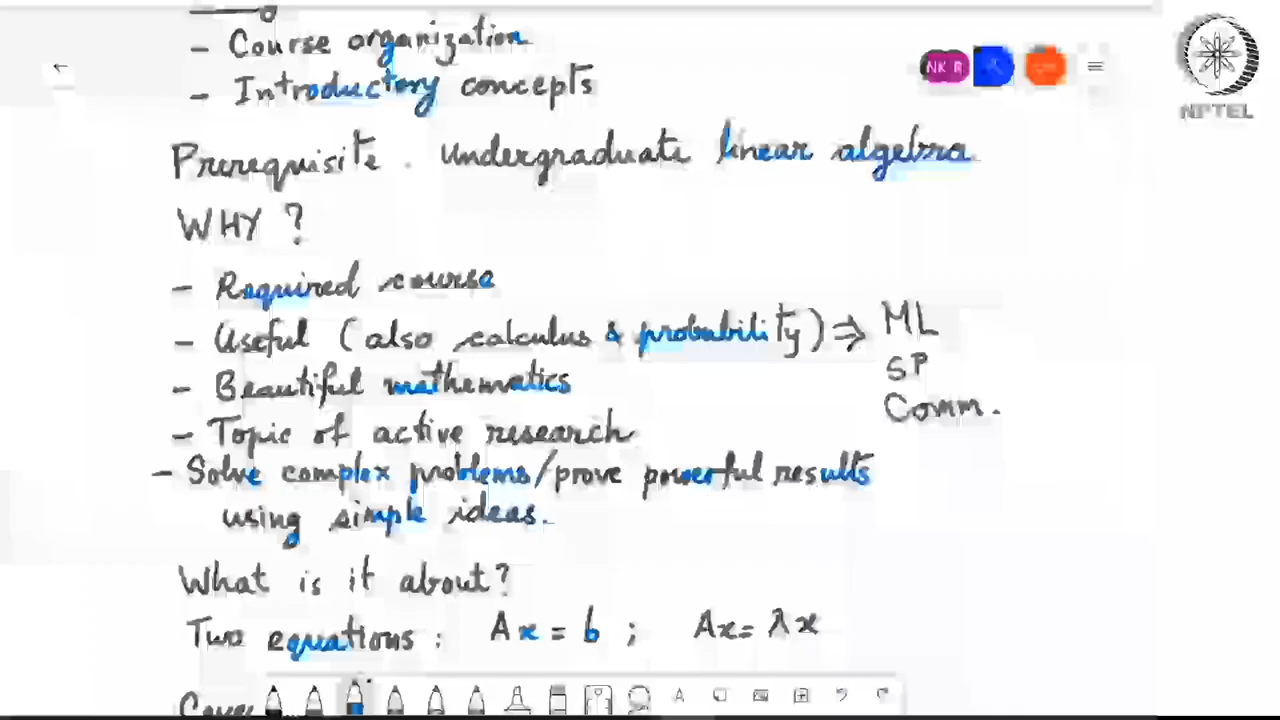 - Course organization
- Introductory concepts
NK R
NPTEL
Prerequisite . Undergraduate linear algebra
WHY ?
- Required course
- Useful (also calculus & probability) ⇒ ML
SP
Comm.
- Beautiful mathematics
- Topic of active research
- Solve complex problems/prove powerful results
using simple ideas.
What is it about?
Two equations : Ax = b ; Ax = λx